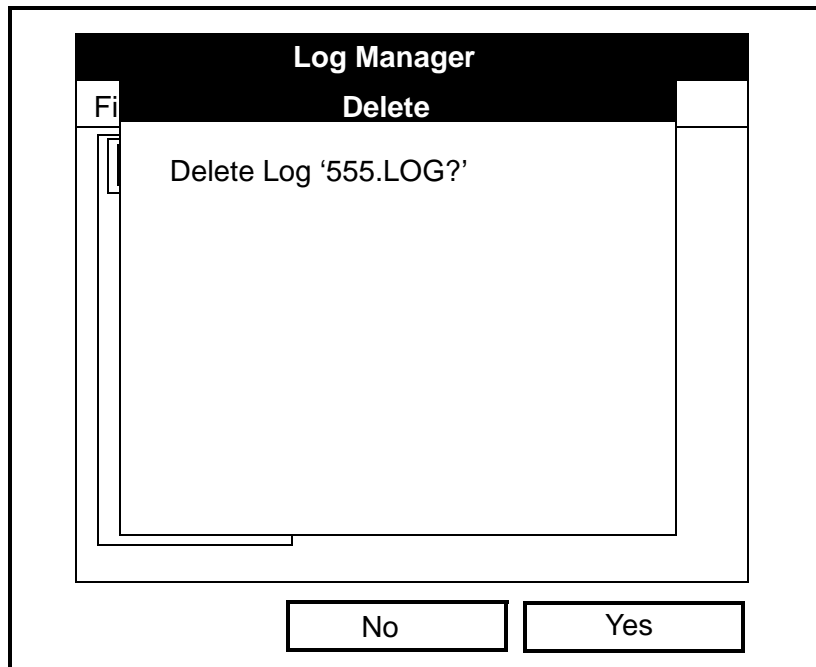 Log Manager
Fi
Delete
Delete Log ‘555.LOG?’
No
Yes